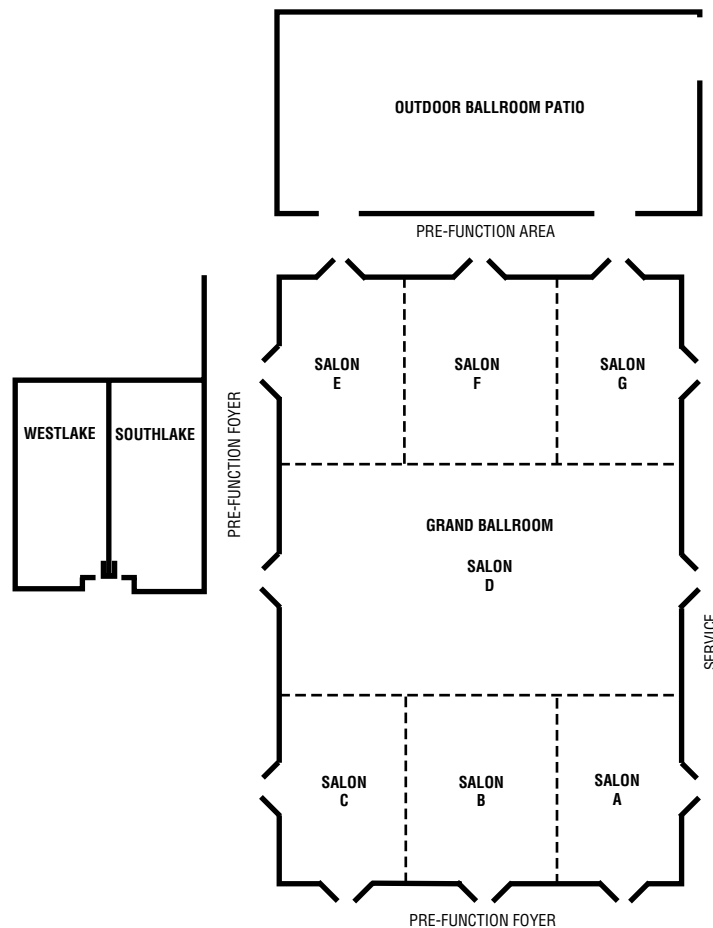 OUTDOOR BALLROOM PATIO
PRE-FUNCTION AREA
SALON
E
SALON
F
SALON
G
WESTLAKE
SOUTHLAKE
PRE-FUNCTION FOYER
GRAND BALLROOM
SALON
D
SERVICE
SALON
C
SALON
B
SALON
A
PRE-FUNCTION FOYER